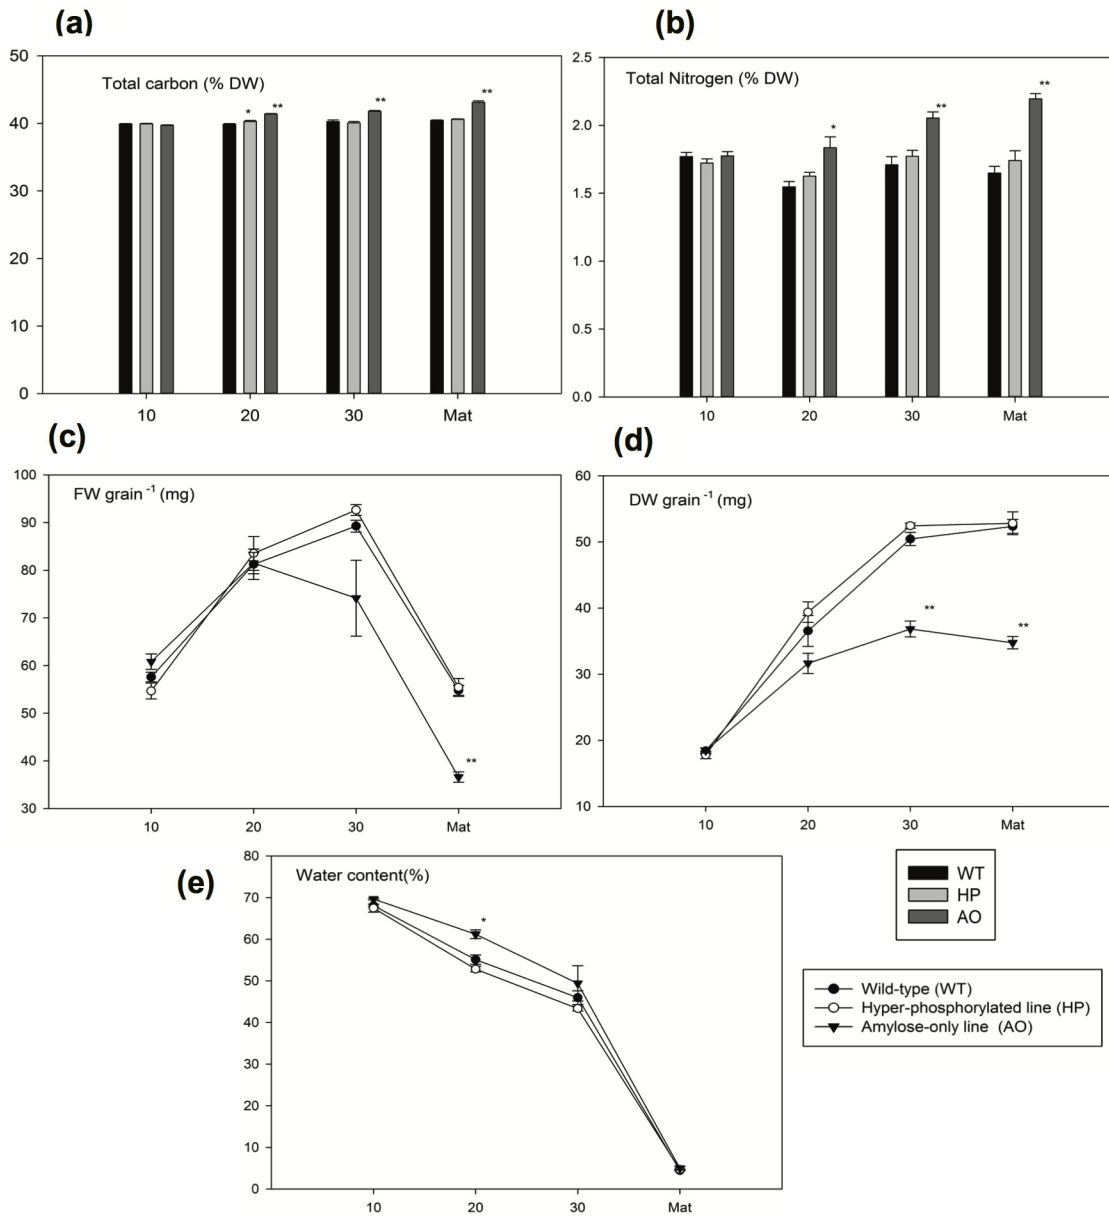 (a)
Total carbon (% DW)
50
40
30
20
10
0
*
**
**
**
10 20 30 Mat
(b)
Total Nitrogen (% DW)
2.5
2.0
1.5
1.0
0.5
0.0
*
**
**
10 20 30 Mat
(c)
FW grain -1 (mg)
100
90
80
70
60
50
40
30
**
10 20 30 Mat
(d)
DW grain -1 (mg)
60
50
40
30
20
10
**
**
10 20 30 Mat
(e)
Water content(%)
80
70
60
50
40
30
20
10
0
*
10 20 30 Mat
WT
HP
AO
Wild-type (WT)
Hyper-phosphorylated line (HP)
Amylose-only line (AO)